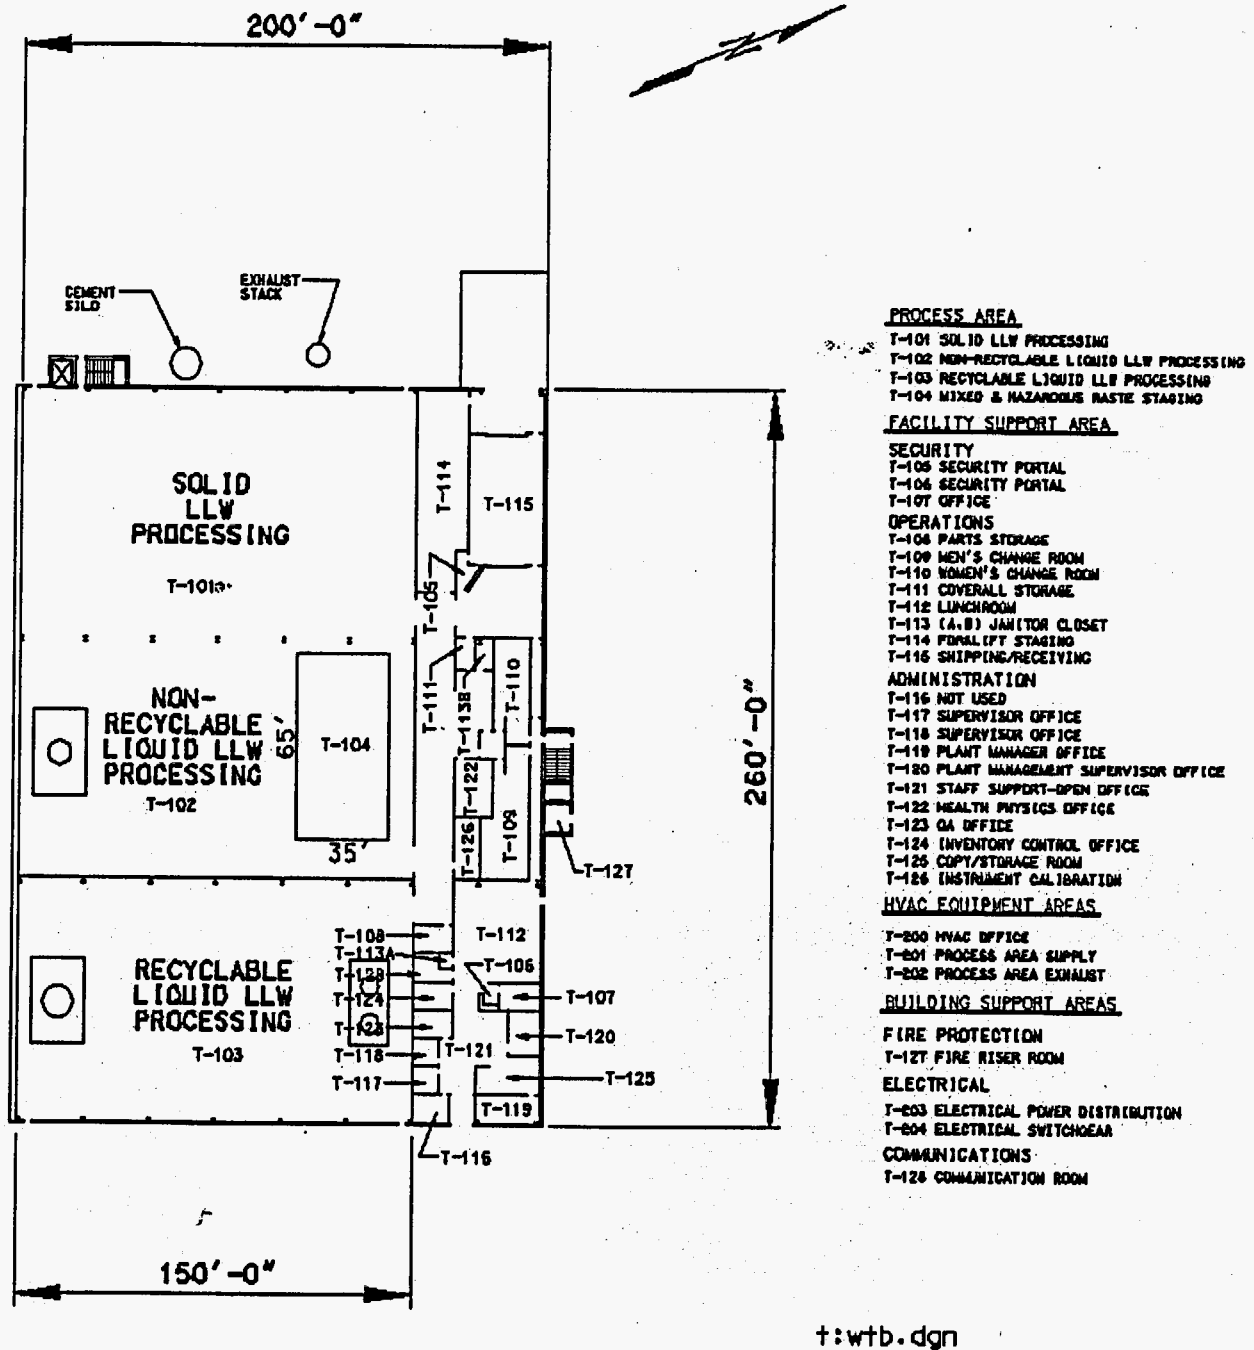 200'-0"
CEMENT
SILO
EXHAUST
STACK
SOLID
LLW
PROCESSING
T-101
T-114
T-115
T-105
T-111
T-113B
T-110
NON-
RECYCLABLE
LIQUID LLW
PROCESSING
T-102
65'
T-104
35'
T-122
T-126
T-109
T-127
260'-0"
RECYCLABLE
LIQUID LLW
PROCESSING
T-103
T-108
T-113A
T-124
T-118
T-117
T-116
T-112
T-106
T-107
T-120
T-121
T-125
T-119
150'-0"
PROCESS AREA
T-101 SOLID LLW PROCESSING
T-102 NON-RECYCLABLE LIQUID LLW PROCESSING
T-103 RECYCLABLE LIQUID LLW PROCESSING
T-104 MIXED & HAZARDOUS WASTE STAGING
FACILITY SUPPORT AREA
SECURITY
T-105 SECURITY PORTAL
T-106 SECURITY PORTAL
T-107 OFFICE
OPERATIONS
T-108 PARTS STORAGE
T-109 MEN'S CHANGE ROOM
T-110 WOMEN'S CHANGE ROOM
T-111 COVERALL STORAGE
T-112 LUNCHROOM
T-113 (A,B) JANITOR CLOSET
T-114 FORKLIFT STAGING
T-115 SHIPPING/RECEIVING
ADMINISTRATION
T-116 NOT USED
T-117 SUPERVISOR OFFICE
T-118 SUPERVISOR OFFICE
T-119 PLANT MANAGER OFFICE
T-120 PLANT MANAGEMENT SUPERVISOR OFFICE
T-121 STAFF SUPPORT-OPEN OFFICE
T-122 HEALTH PHYSICS OFFICE
T-123 QA OFFICE
T-124 INVENTORY CONTROL OFFICE
T-125 COPY/STORAGE ROOM
T-126 INSTRUMENT CALIBRATION
HVAC EQUIPMENT AREAS
T-200 HVAC OFFICE
T-201 PROCESS AREA SUPPLY
T-202 PROCESS AREA EXHAUST
BUILDING SUPPORT AREAS
FIRE PROTECTION
T-127 FIRE RISER ROOM
ELECTRICAL
T-203 ELECTRICAL POWER DISTRIBUTION
T-204 ELECTRICAL SWITCHGEAR
COMMUNICATIONS
T-128 COMMUNICATION ROOM
t:wtb.dgn